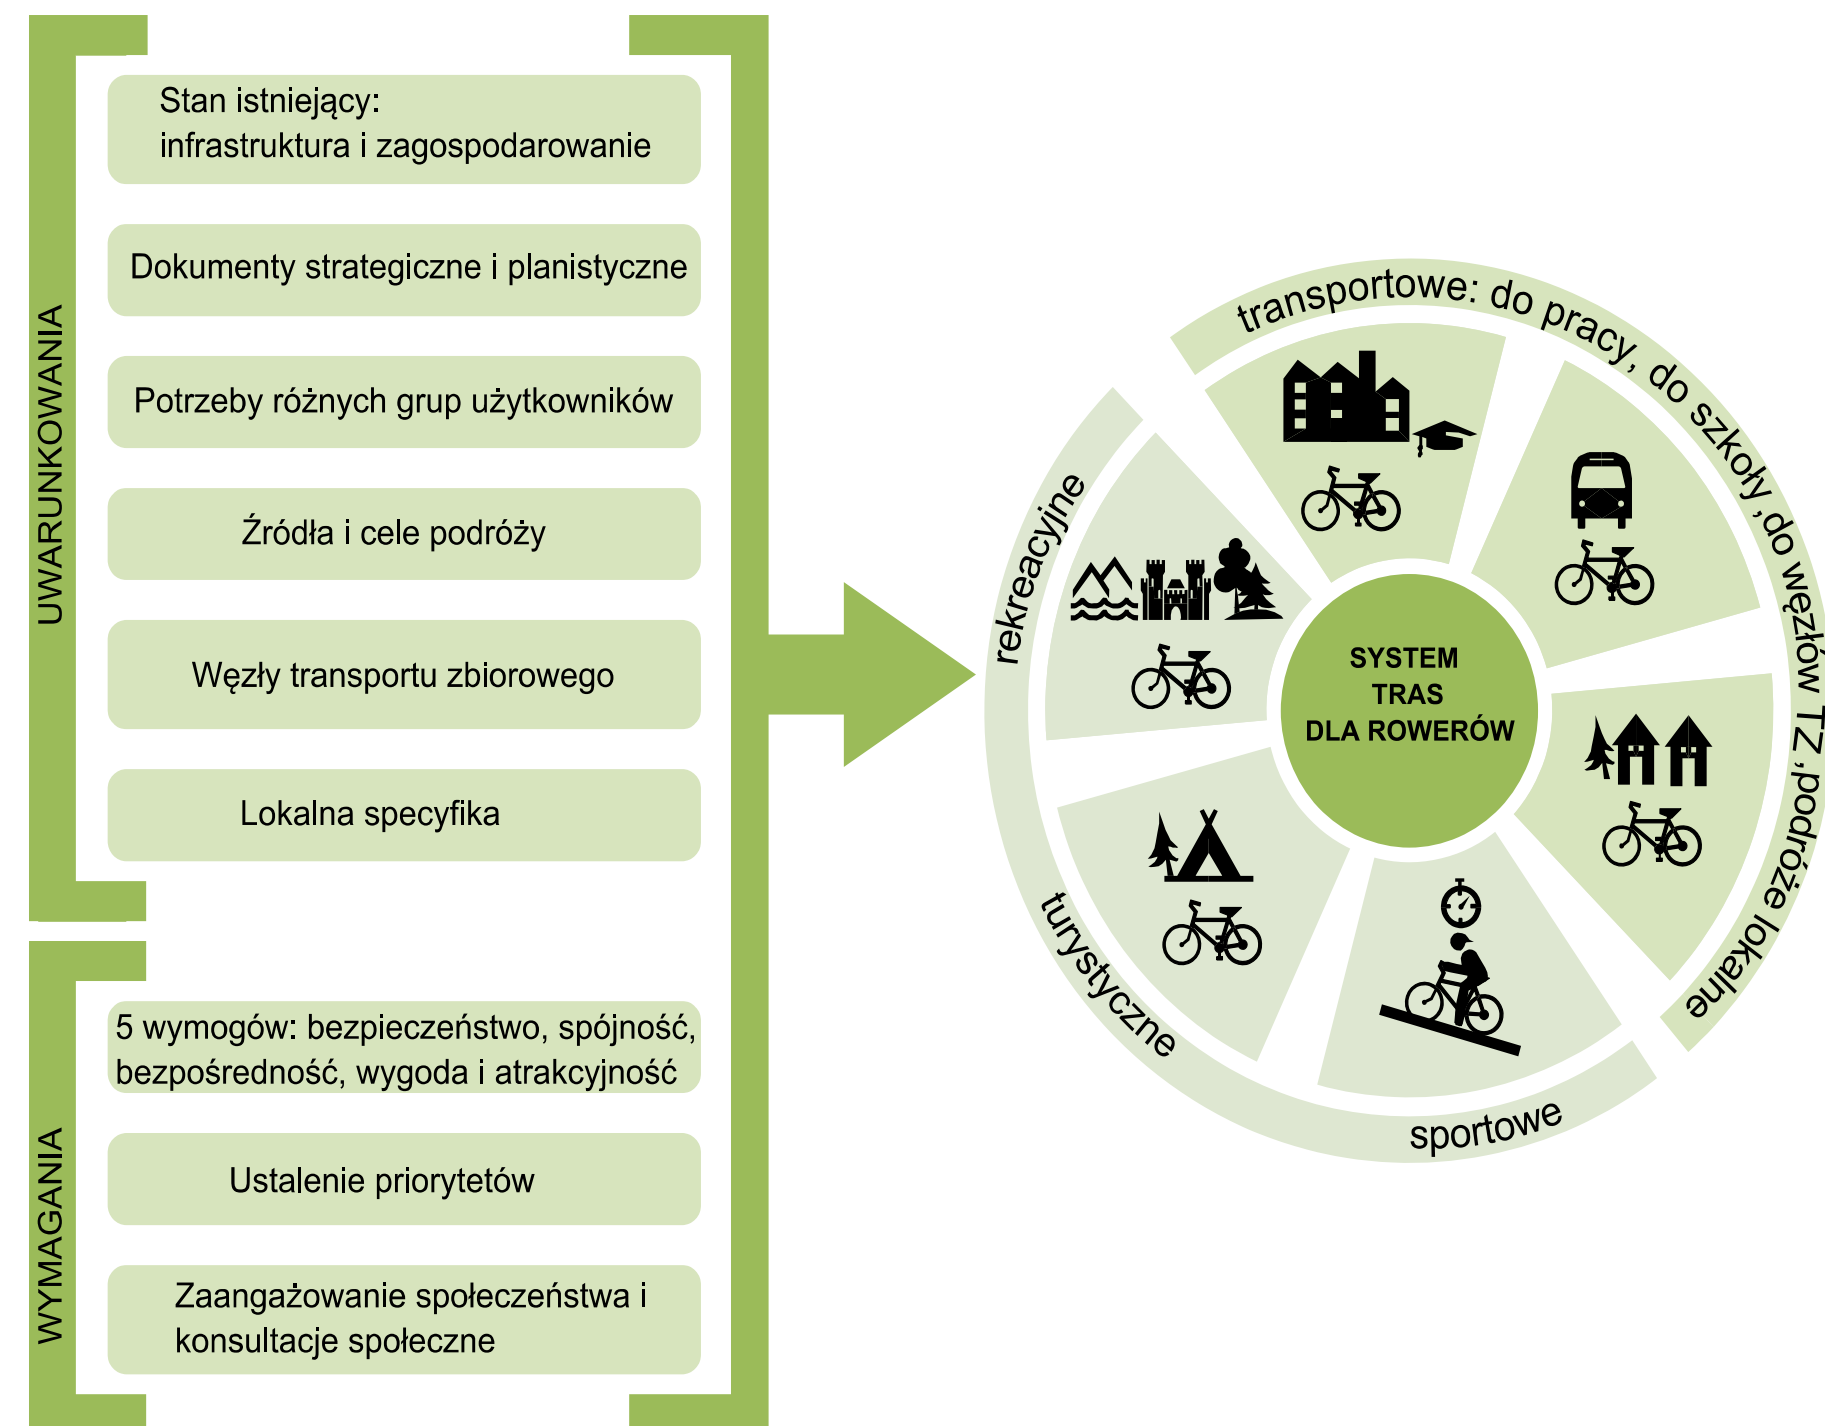 UWARUNKOWANIA
Stan istniejący:
infrastruktura i zagospodarowanie
Dokumenty strategiczne i planistyczne
Potrzeby różnych grup użytkowników
Źródła i cele podróży
Węzły transportu zbiorowego
Lokalna specyfika
WYMAGANIA
5 wymogów: bezpieczeństwo, spójność,
bezpośredność, wygoda i atrakcyjność
Ustalenie priorytetów
Zaangażowanie społeczeństwa i
konsultacje społeczne
transportowe: do pracy, do szkoły ,do węzłów TZ ,podróże lokalne
rekreacyjne
turystyczne
sportowe
SYSTEM
TRAS
DLA ROWERÓW